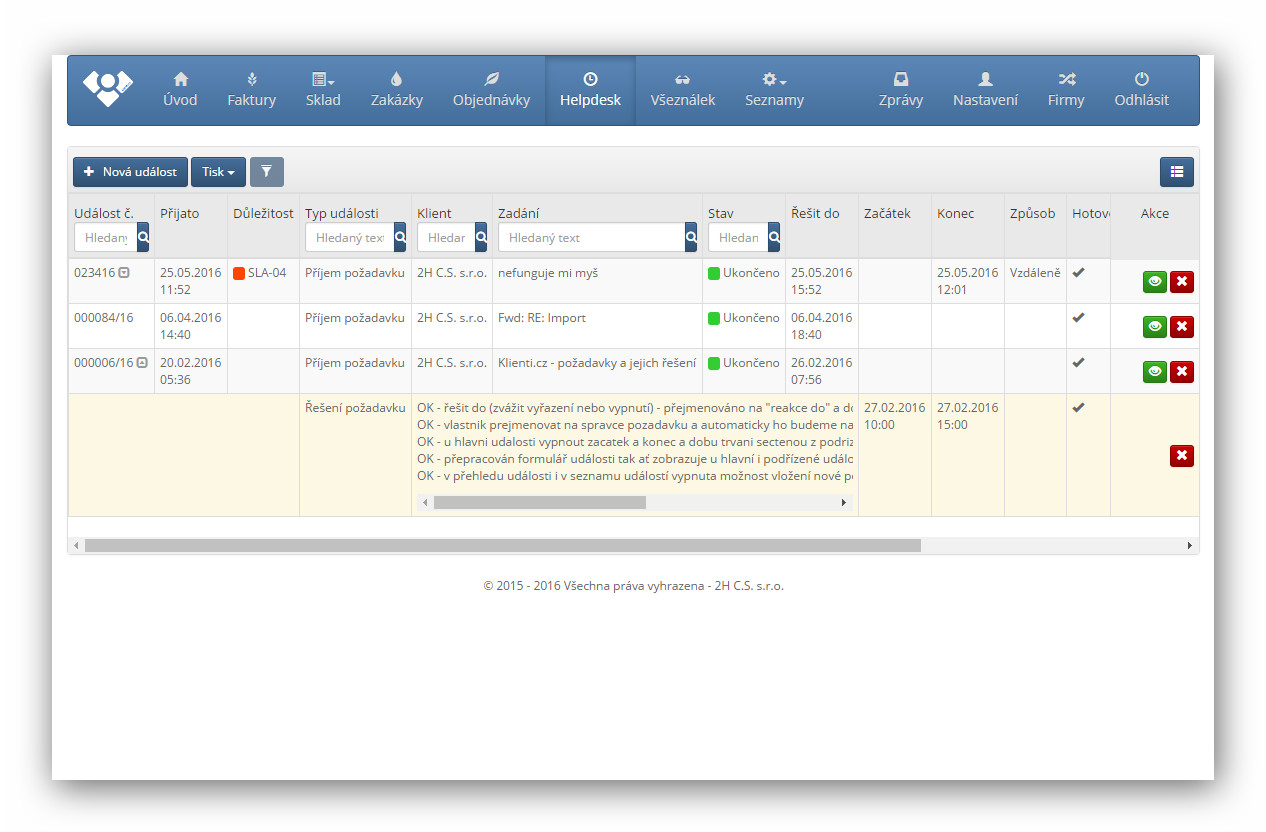 Úvod Faktury Sklad Zakázky Objednávky Helpdesk Všeználek Seznamy Zprávy Nastavení Firmy Odhlásit
Nová událost Tisk
Událost č. Přijato Důležitost Typ události Klient Zadání Stav Řešit do Začátek Konec Způsob Hotovo Akce
Hledaný Hledaný text Hledan Hledaný text Hledan
023416 25.05.2016 SLA-04 Příjem požadavku 2H C.S. s.r.o. nefunguje mi myš Ukončeno 25.05.2016 25.05.2016 Vzdáleně
11:52 15:52 12:01
000084/16 06.04.2016 Příjem požadavku 2H C.S. s.r.o. Fwd: RE: Import Ukončeno 06.04.2016
14:40 18:40
000006/16 20.02.2016 Příjem požadavku 2H C.S. s.r.o. Klienti.cz - požadavky a jejich řešení Ukončeno 26.02.2016
05:36 07:56
Řešení požadavku OK - řešit do (zvážit vyřazení nebo vypnutí) - přejmenováno na "reakce do" a do 27.02.2016 27.02.2016
OK - vlastnik prejmenovat na spravce pozadavku a automaticky ho budeme na 10:00 15:00
OK - u hlavni udalosti vypnout zacatek a konec a dobu trvani sectenou z podriz
OK - přepracován formulář události tak ať zobrazuje u hlavní i podřízené událo
OK - v přehledu události i v seznamu událostí vypnuta možnost vložení nové po
© 2015 - 2016 Všechna práva vyhrazena - 2H C.S. s.r.o.